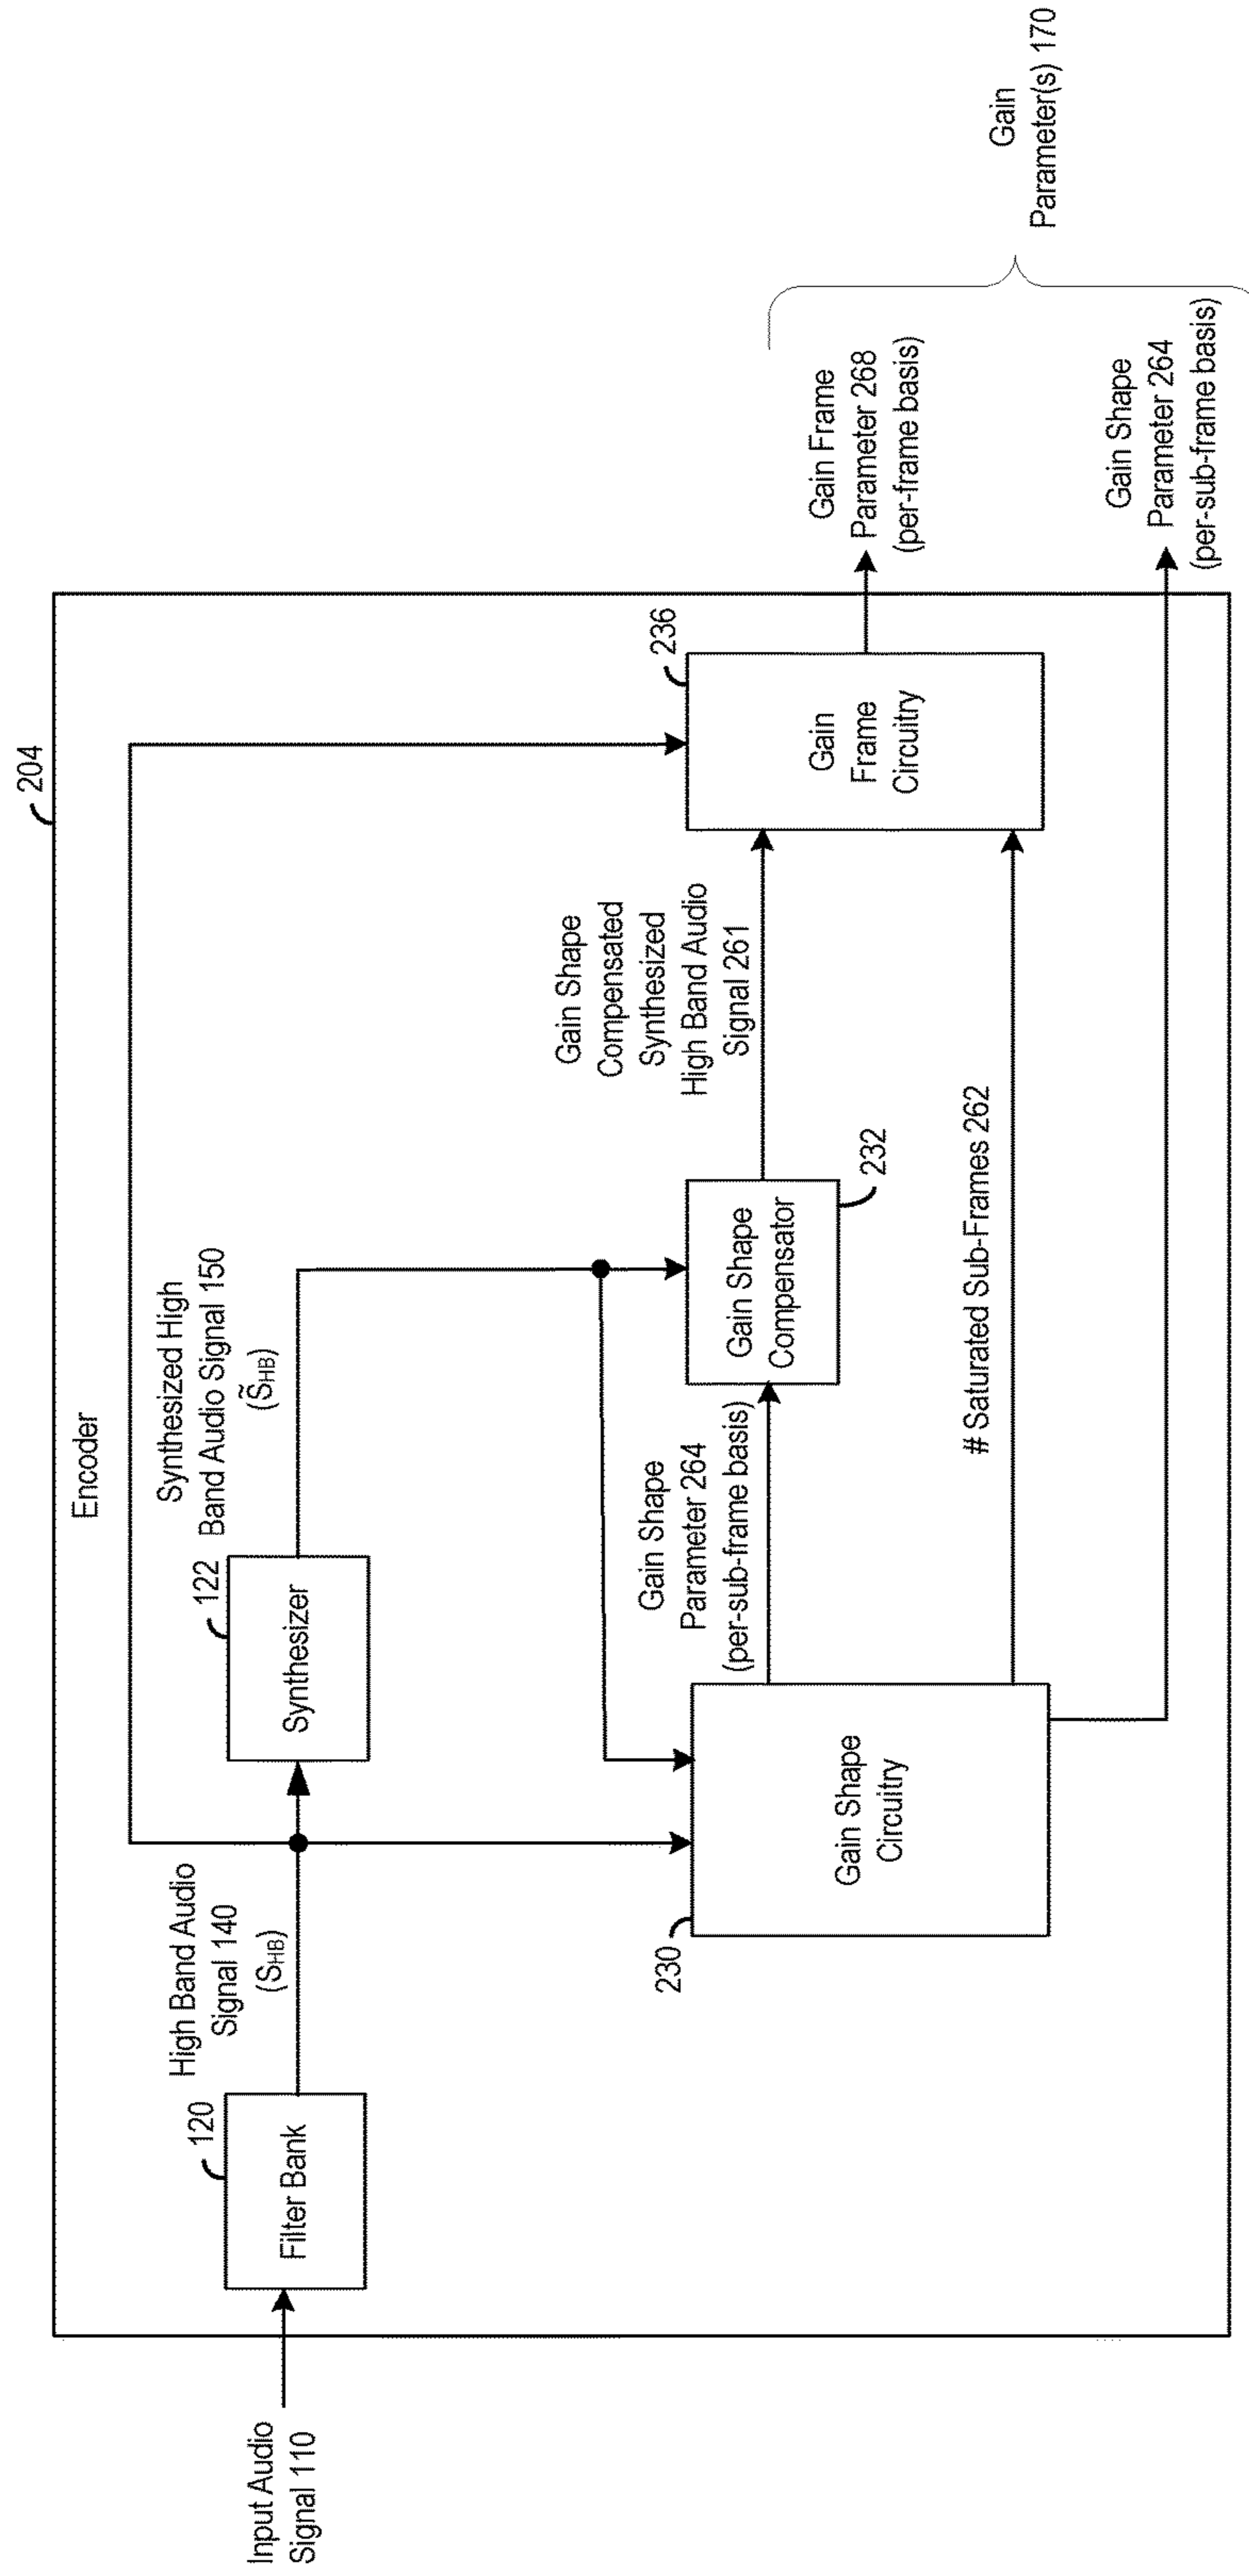 Encoder
204
Input Audio
Signal 110
120
Filter Bank
High Band Audio
Signal 140
(SHB)
122
Synthesizer
Synthesized High
Band Audio Signal 150
(S̃HB)
230
Gain Shape
Circuitry
Gain Shape
Parameter 264
(per-sub-frame basis)
Gain Shape
Compensator
232
Gain Shape
Compensated
Synthesized
High Band Audio
Signal 261
# Saturated Sub-Frames 262
236
Gain
Frame
Circuitry
Gain Frame
Parameter 268
(per-frame basis)
Gain Shape
Parameter 264
(per-sub-frame basis)
Gain
Parameter(s) 170